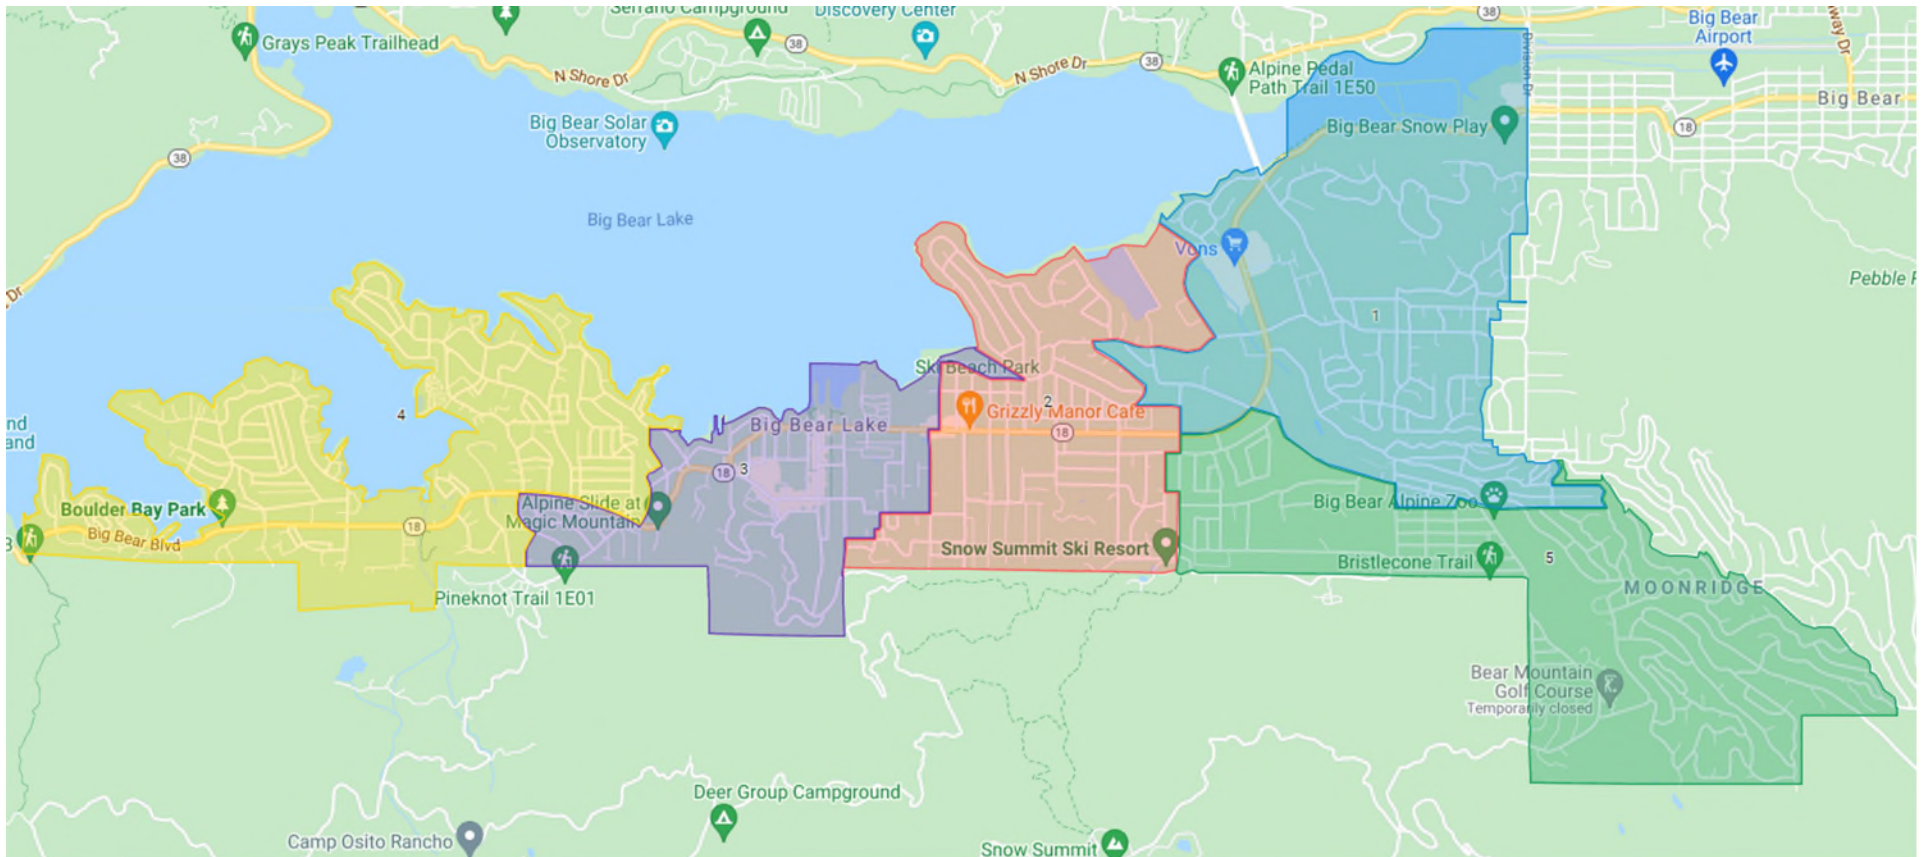 Serrano Campground
Discovery Center
38
Big Bear
Airport
way Dr
Grays Peak Trailhead
38
N Shore Dr
N Shore Dr
38
Alpine Pedal
Path Trail 1E50
Division Dr
Big Bear
Big Bear Solar
Observatory
Big Bear Snow Play
18
38
Big Bear Lake
Vons
Pebble
Dr
1
Ski Beach Park
4
2
Grizzly Manor Cafe
nd
and
Big Bear Lake
18
18
3
Boulder Bay Park
Alpine Slide at
Magic Mountain
Big Bear Alpine Zoo
18
Big Bear Blvd
Snow Summit Ski Resort
Bristlecone Trail
5
Pineknot Trail 1E01
MOONRIDGE
Bear Mountain
Golf Course
Temporarily closed
Deer Group Campground
Camp Osito Rancho
Snow Summit